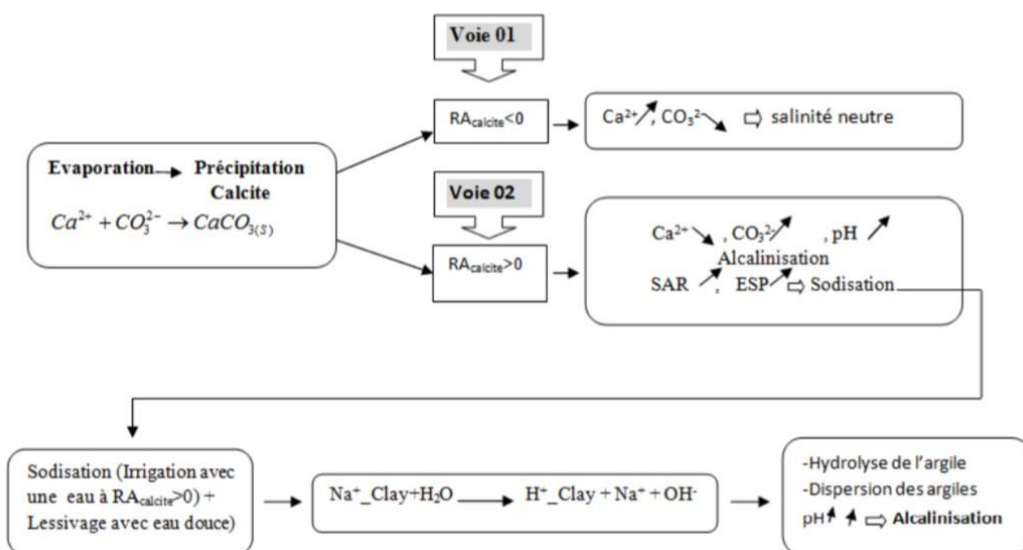 Voie 01
RAcalcite<0
Ca²⁺↗, CO₃²⁻↘ ⇨ salinité neutre
Evaporation→ Précipitation
Calcite
Ca²⁺ + CO₃²⁻ → CaCO₃(S)
Voie 02
RAcalcite>0
Ca²⁺↘ , CO₃²⁻↗ , pH ↗
Alcalinisation
SAR ↗, ESP↗ ⇨ Sodisation
Sodisation (Irrigation avec
une eau à RAcalcite>0) +
Lessivage avec eau douce)
Na⁺_Clay+H₂O → H⁺_Clay + Na⁺ + OH⁻
-Hydrolyse de l'argile
-Dispersion des argiles
pH↑ ↑ ⇨ Alcalinisation